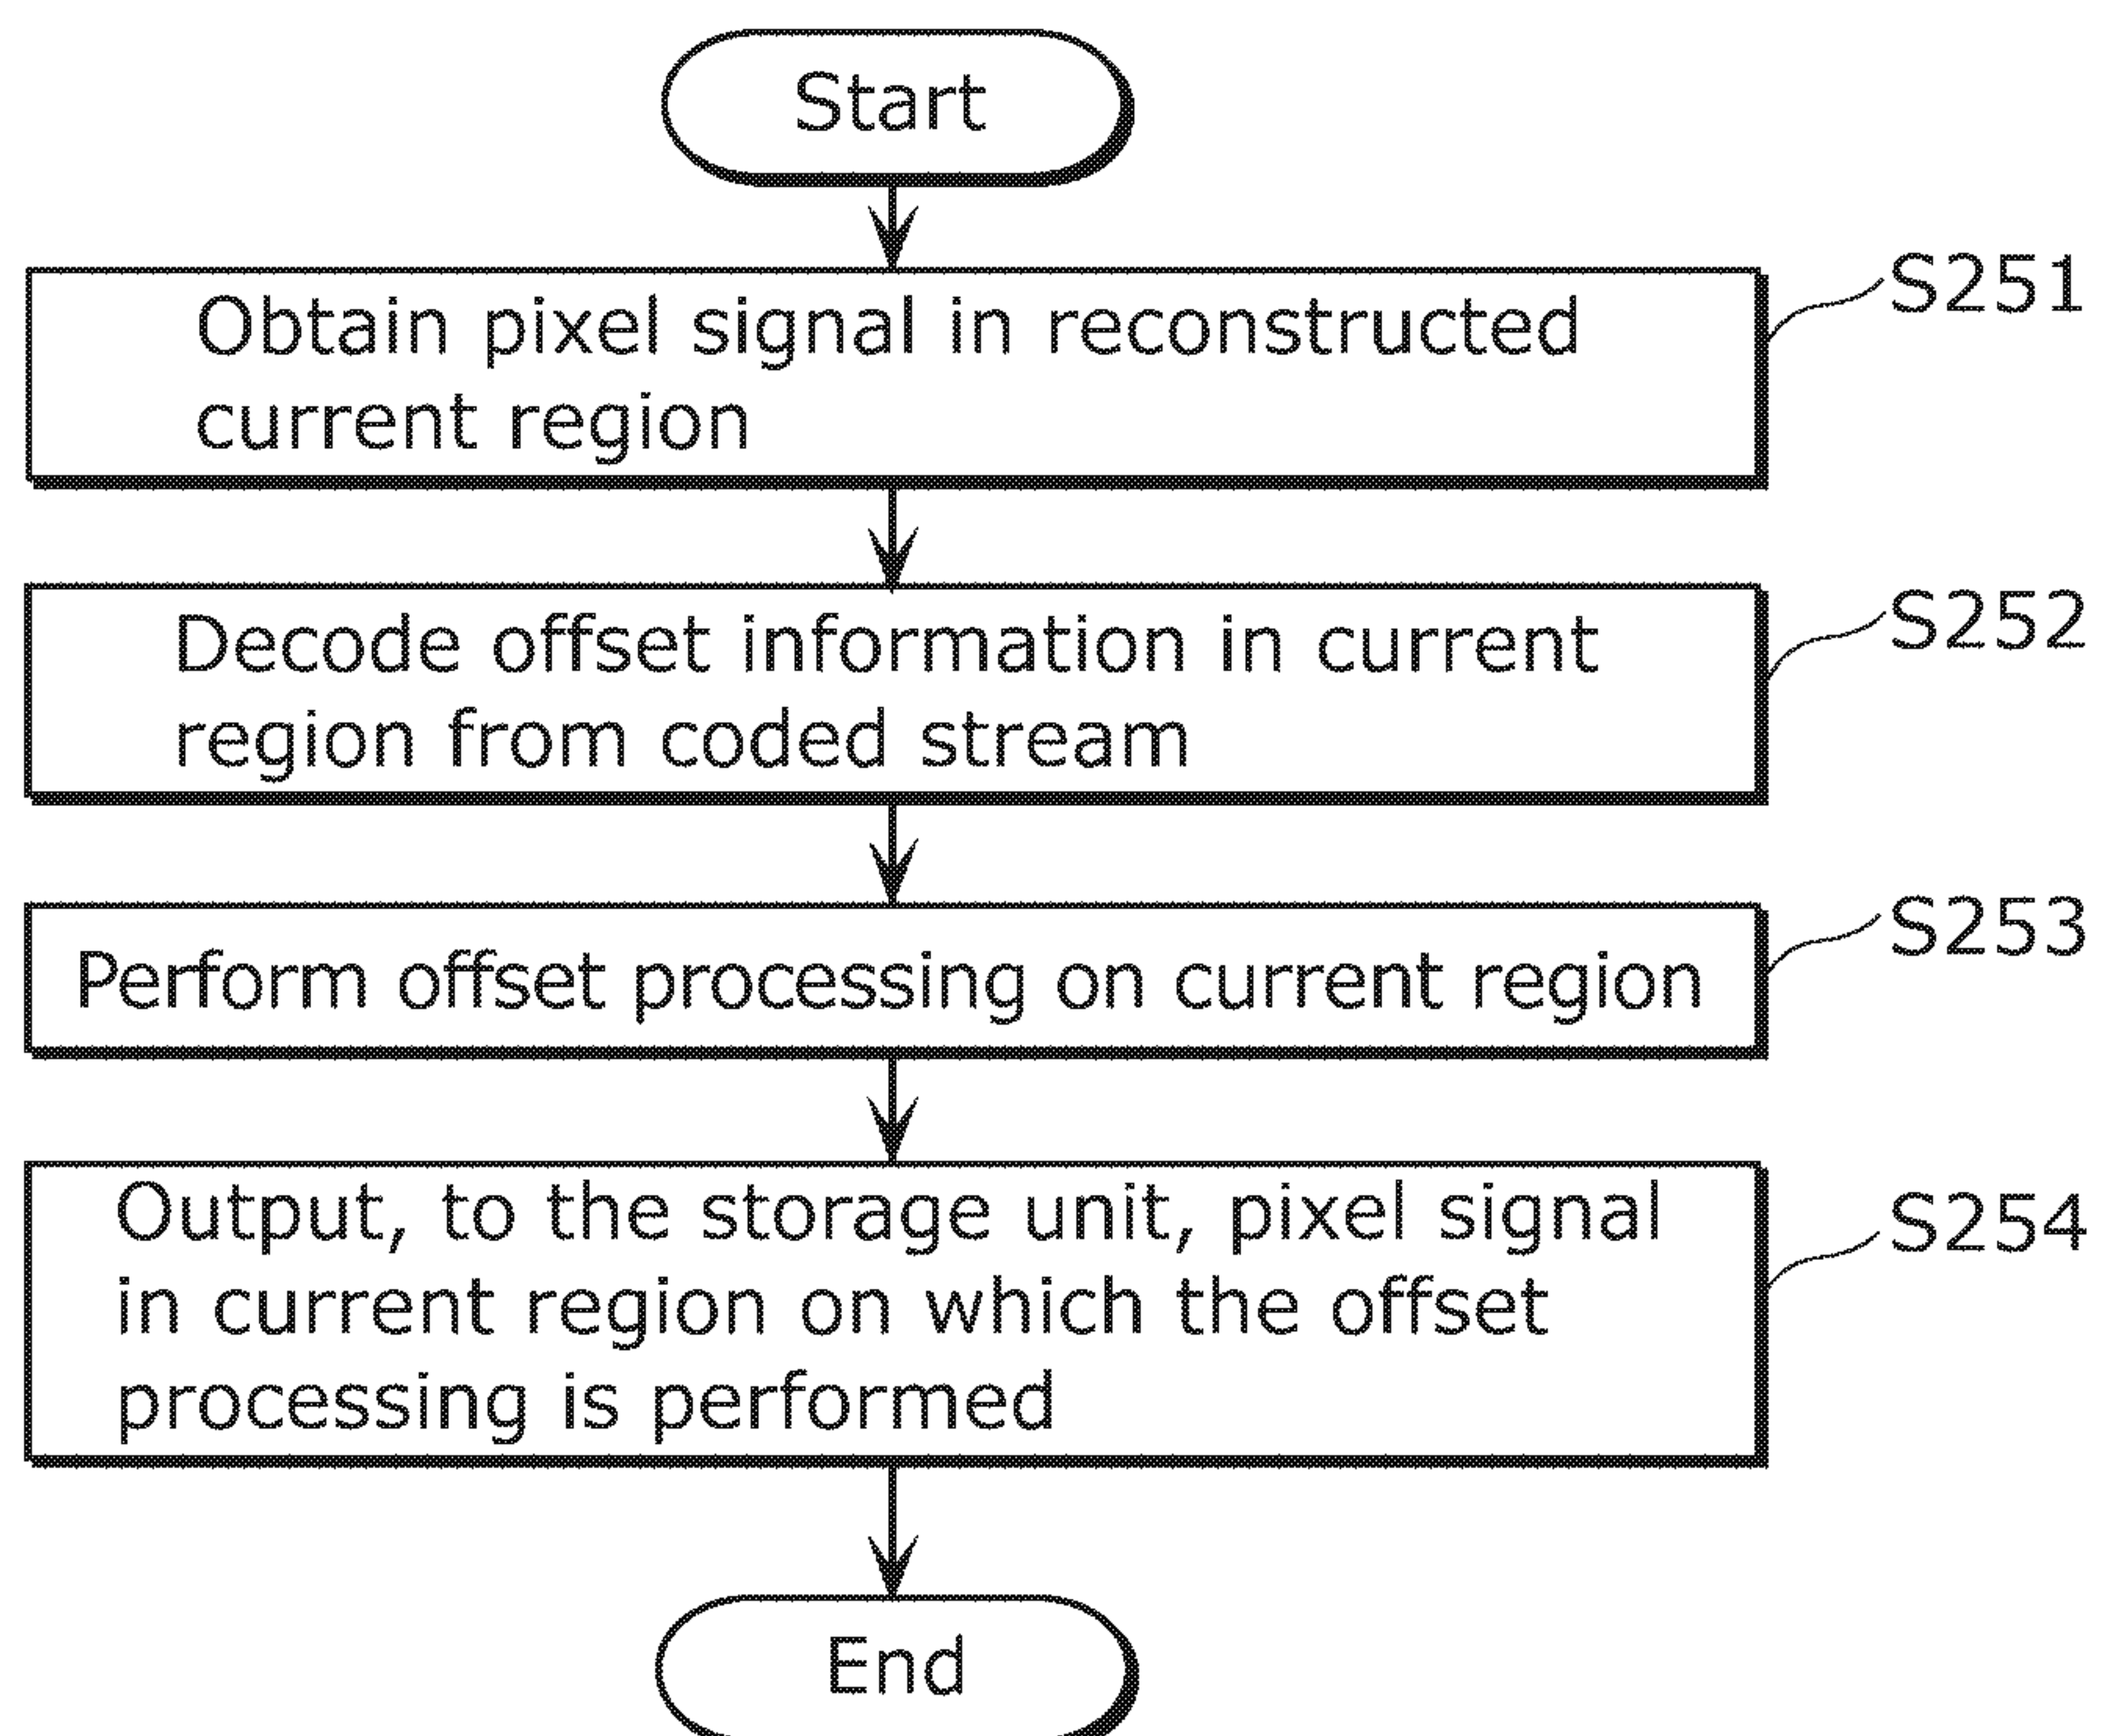 Start
Obtain pixel signal in reconstructed
current region
S251
Decode offset information in current
region from coded stream
S252
Perform offset processing on current region
S253
Output, to the storage unit, pixel signal
in current region on which the offset
processing is performed
S254
End